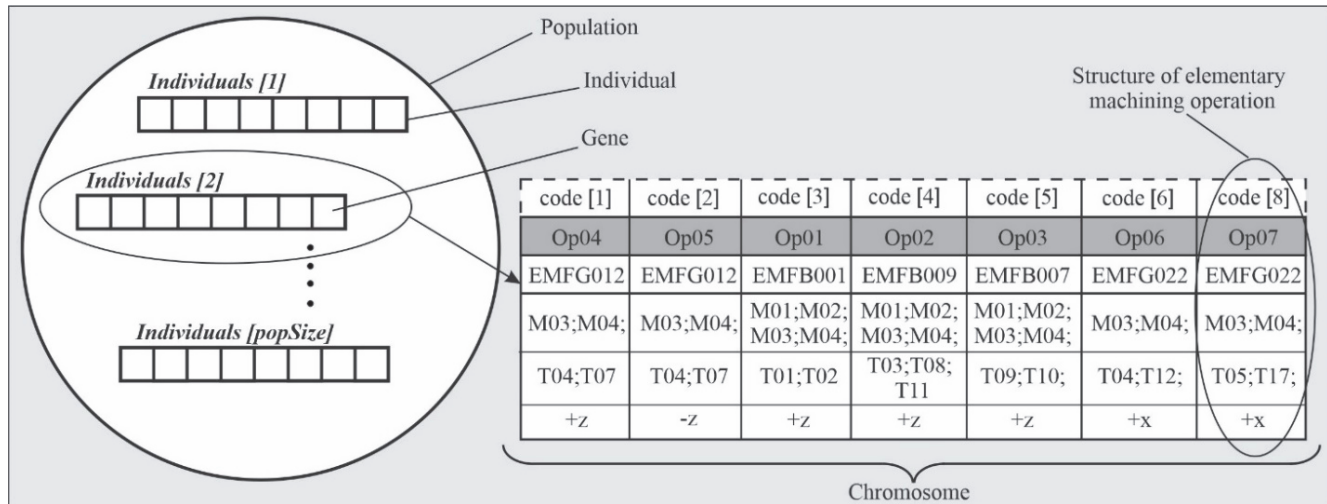 Population
Individuals [1]
Individual
Gene
Individuals [2]
Individuals [popSize]
Structure of elementary
machining operation
code [1] code [2] code [3] code [4] code [5] code [6] code [8]
Op04 Op05 Op01 Op02 Op03 Op06 Op07
EMFG012 EMFG012 EMFB001 EMFB009 EMFB007 EMFG022 EMFG022
M03;M04; M03;M04; M01;M02; M01;M02; M01;M02; M03;M04; M03;M04;
M03;M04; M03;M04; M03;M04;
T04;T07 T04;T07 T01;T02 T03;T08; T09;T10; T04;T12; T05;T17;
T11
+z -z +z +z +z +x +x
Chromosome